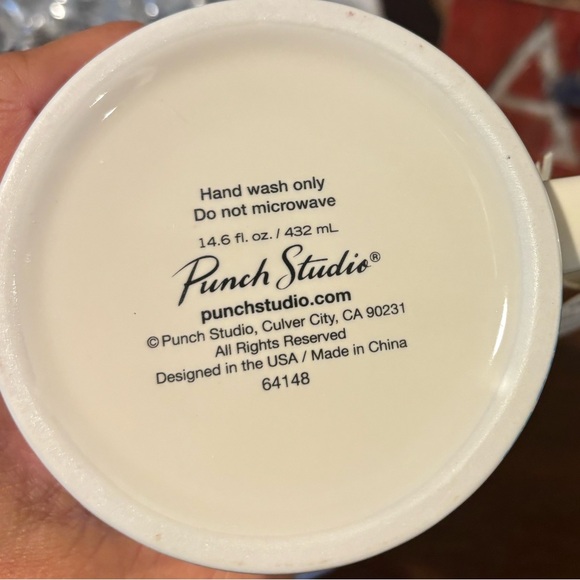 Hand wash only
Do not microwave
14.6 fl. oz. / 432 mL
Punch Studio®
punchstudio.com
© Punch Studio, Culver City, CA 90231
All Rights Reserved
Designed in the USA / Made in China
64148